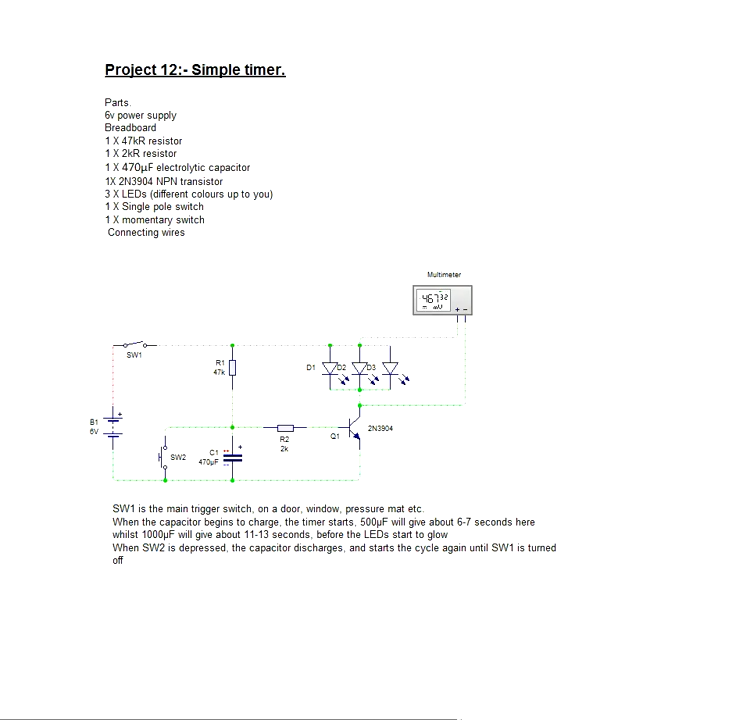 Project 12:- Simple timer.
Parts.
6v power supply
Breadboard
1 X 47kR resistor
1 X 2kR resistor
1 X 470µF electrolytic capacitor
1X 2N3904 NPN transistor
3 X LEDs (different colours up to you)
1 X Single pole switch
1 X momentary switch
Connecting wires
Multimeter
+ −
SW1
R1
47k
D1 D2 D3
B1
6V
+
SW2
C1
470µF
+
R2
2k
Q1
2N3904
SW1 is the main trigger switch, on a door, window, pressure mat etc.
When the capacitor begins to charge, the timer starts, 500µF will give about 6-7 seconds here
whilst 1000µF will give about 11-13 seconds, before the LEDs start to glow
When SW2 is depressed, the capacitor discharges, and starts the cycle again until SW1 is turned
off